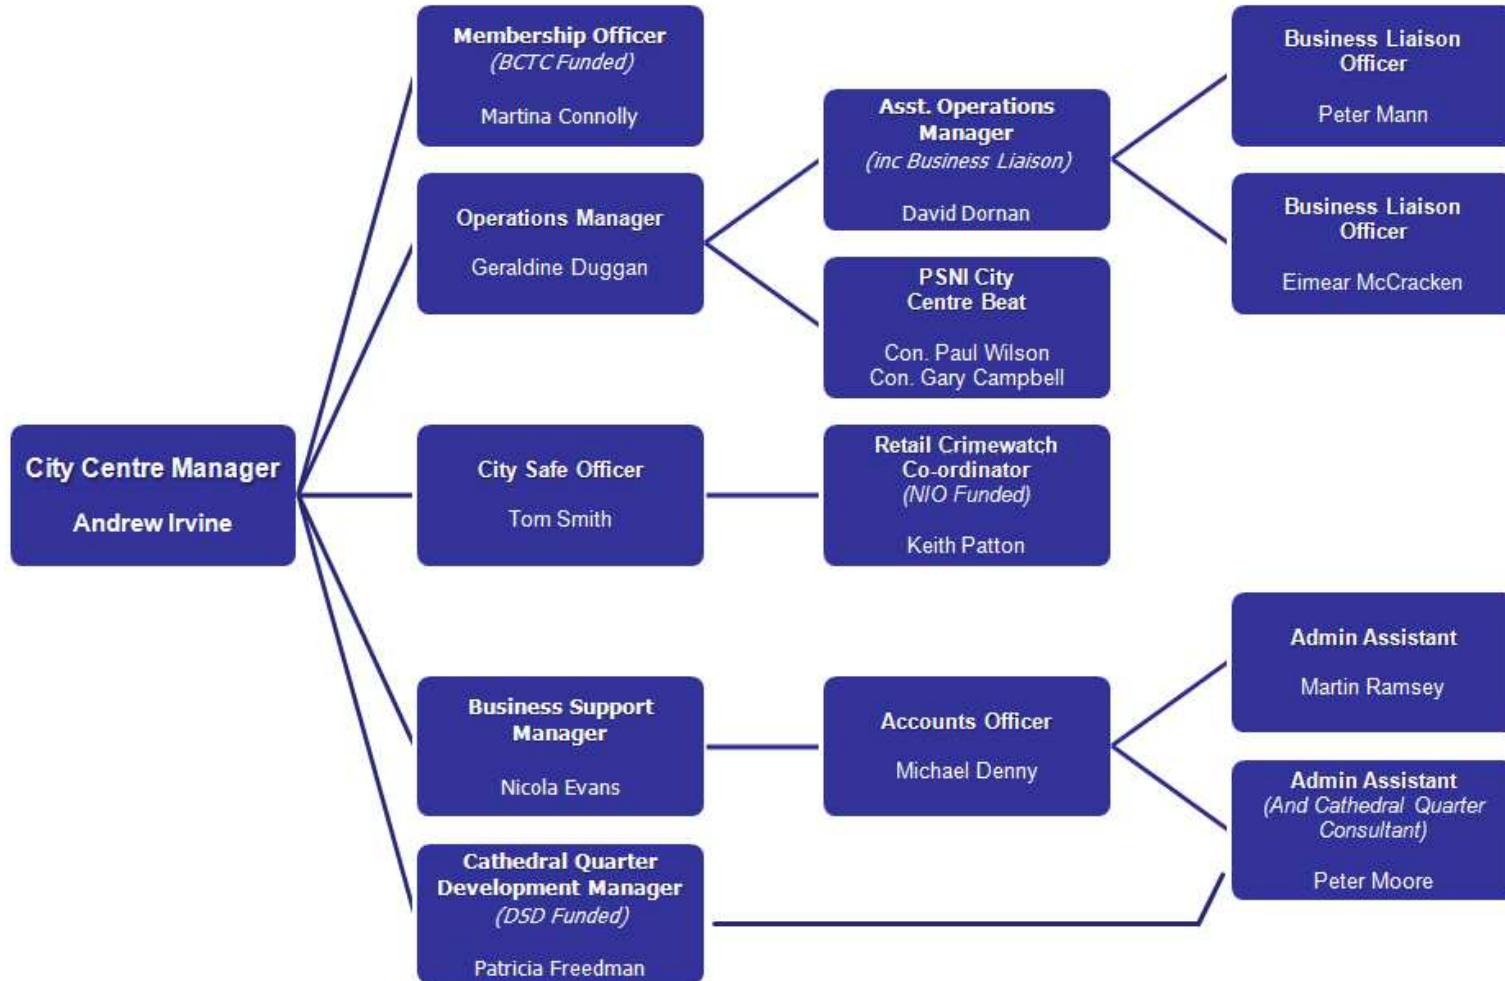 City Centre Manager
Andrew Irvine
Membership Officer
(BCTC Funded)
Martina Connolly
Operations Manager
Geraldine Duggan
City Safe Officer
Tom Smith
Business Support
Manager
Nicola Evans
Cathedral Quarter
Development Manager
(DSD Funded)
Patricia Freedman
Asst. Operations
Manager
(inc Business Liaison)
David Dornan
PSNI City
Centre Beat
Con. Paul Wilson
Con. Gary Campbell
Retail Crimewatch
Co-ordinator
(NIO Funded)
Keith Patton
Accounts Officer
Michael Denny
Business Liaison
Officer
Peter Mann
Business Liaison
Officer
Eimear McCracken
Admin Assistant
Martin Ramsey
Admin Assistant
(And Cathedral Quarter
Consultant)
Peter Moore